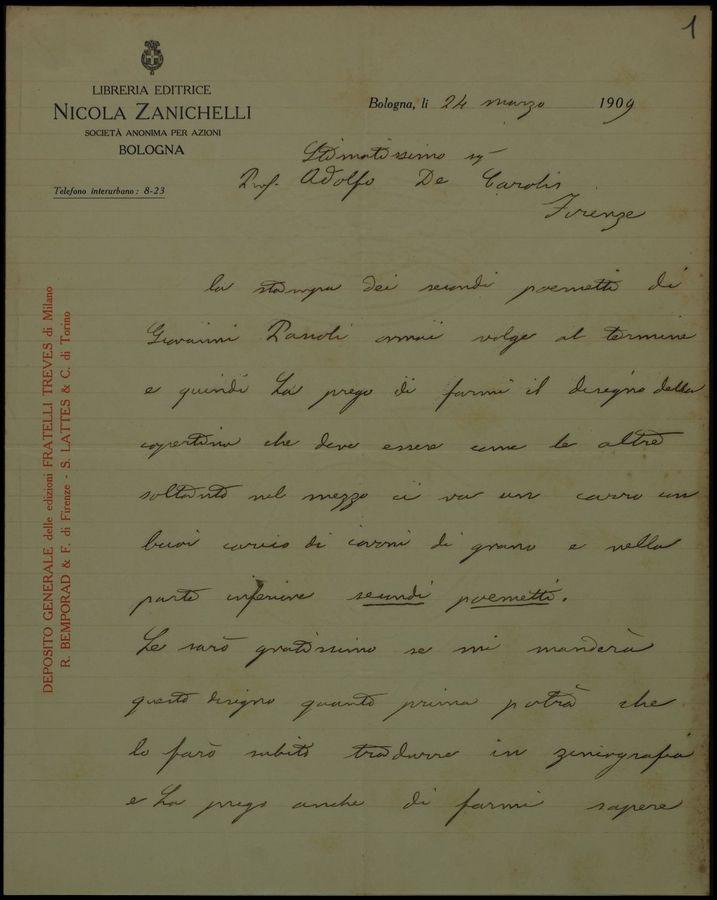 1
LIBRERIA EDITRICE
NICOLA ZANICHELLI
SOCIETÀ ANONIMA PER AZIONI
BOLOGNA
Telefono interurbano: 8-23
Bologna, li 24 marzo 1909
Stimatissimo sig
Prof. Adolfo De Carolis
Firenze
la stampa dei secondi poemetti di
Giovanni Pascoli ormai volge al termine
e quindi La prego di farmi il disegno della
copertina che deve essere come le altre
soltanto nel mezzo ci va un carro con
buoi carico di covoni di grano e nella
parte inferiore secondi poemetti.
Le sarò gratissimo se mi manderà
questo disegno quanto prima potrà che
lo farò subito tradurre in zincografia
e La prego anche di farmi sapere
DEPOSITO GENERALE delle edizioni FRATELLI TREVES di Milano
R. BEMPORAD & F. di Firenze - S. LATTES & C. di Torino